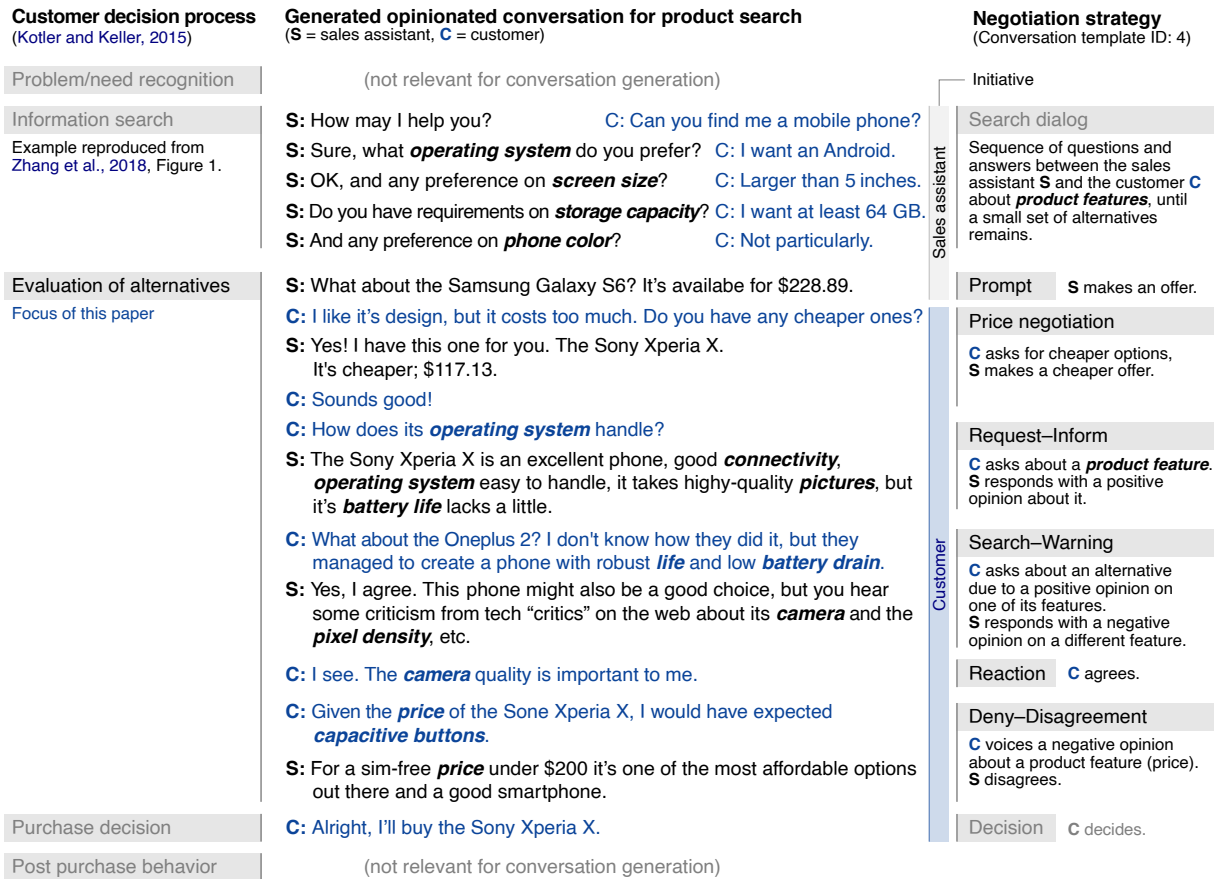 Customer decision process
(Kotler and Keller, 2015)
Generated opinionated conversation for product search
(S = sales assistant, C = customer)
Negotiation strategy
(Conversation template ID: 4)
Problem/need recognition
(not relevant for conversation generation)
Initiative
Information search
Example reproduced from
Zhang et al., 2018, Figure 1.
S: How may I help you? C: Can you find me a mobile phone?
S: Sure, what operating system do you prefer? C: I want an Android.
S: OK, and any preference on screen size? C: Larger than 5 inches.
S: Do you have requirements on storage capacity? C: I want at least 64 GB.
S: And any preference on phone color? C: Not particularly.
Sales assistant
Search dialog
Sequence of questions and
answers between the sales
assistant S and the customer C
about product features, until
a small set of alternatives
remains.
Evaluation of alternatives
Focus of this paper
S: What about the Samsung Galaxy S6? It's availabe for $228.89.
Prompt
S makes an offer.
C: I like it's design, but it costs too much. Do you have any cheaper ones?
S: Yes! I have this one for you. The Sony Xperia X.
It's cheaper; $117.13.
C: Sounds good!
Customer
Price negotiation
C asks for cheaper options,
S makes a cheaper offer.
C: How does its operating system handle?
S: The Sony Xperia X is an excellent phone, good connectivity,
operating system easy to handle, it takes highy-quality pictures, but
it's battery life lacks a little.
Request–Inform
C asks about a product feature.
S responds with a positive
opinion about it.
C: What about the Oneplus 2? I don't know how they did it, but they
managed to create a phone with robust life and low battery drain.
S: Yes, I agree. This phone might also be a good choice, but you hear
some criticism from tech “critics” on the web about its camera and the
pixel density, etc.
Search–Warning
C asks about an alternative
due to a positive opinion on
one of its features.
S responds with a negative
opinion on a different feature.
C: I see. The camera quality is important to me.
Reaction
C agrees.
C: Given the price of the Sone Xperia X, I would have expected
capacitive buttons.
S: For a sim-free price under $200 it's one of the most affordable options
out there and a good smartphone.
Deny–Disagreement
C voices a negative opinion
about a product feature (price).
S disagrees.
Purchase decision
C: Alright, I'll buy the Sony Xperia X.
Decision
C decides.
Post purchase behavior
(not relevant for conversation generation)